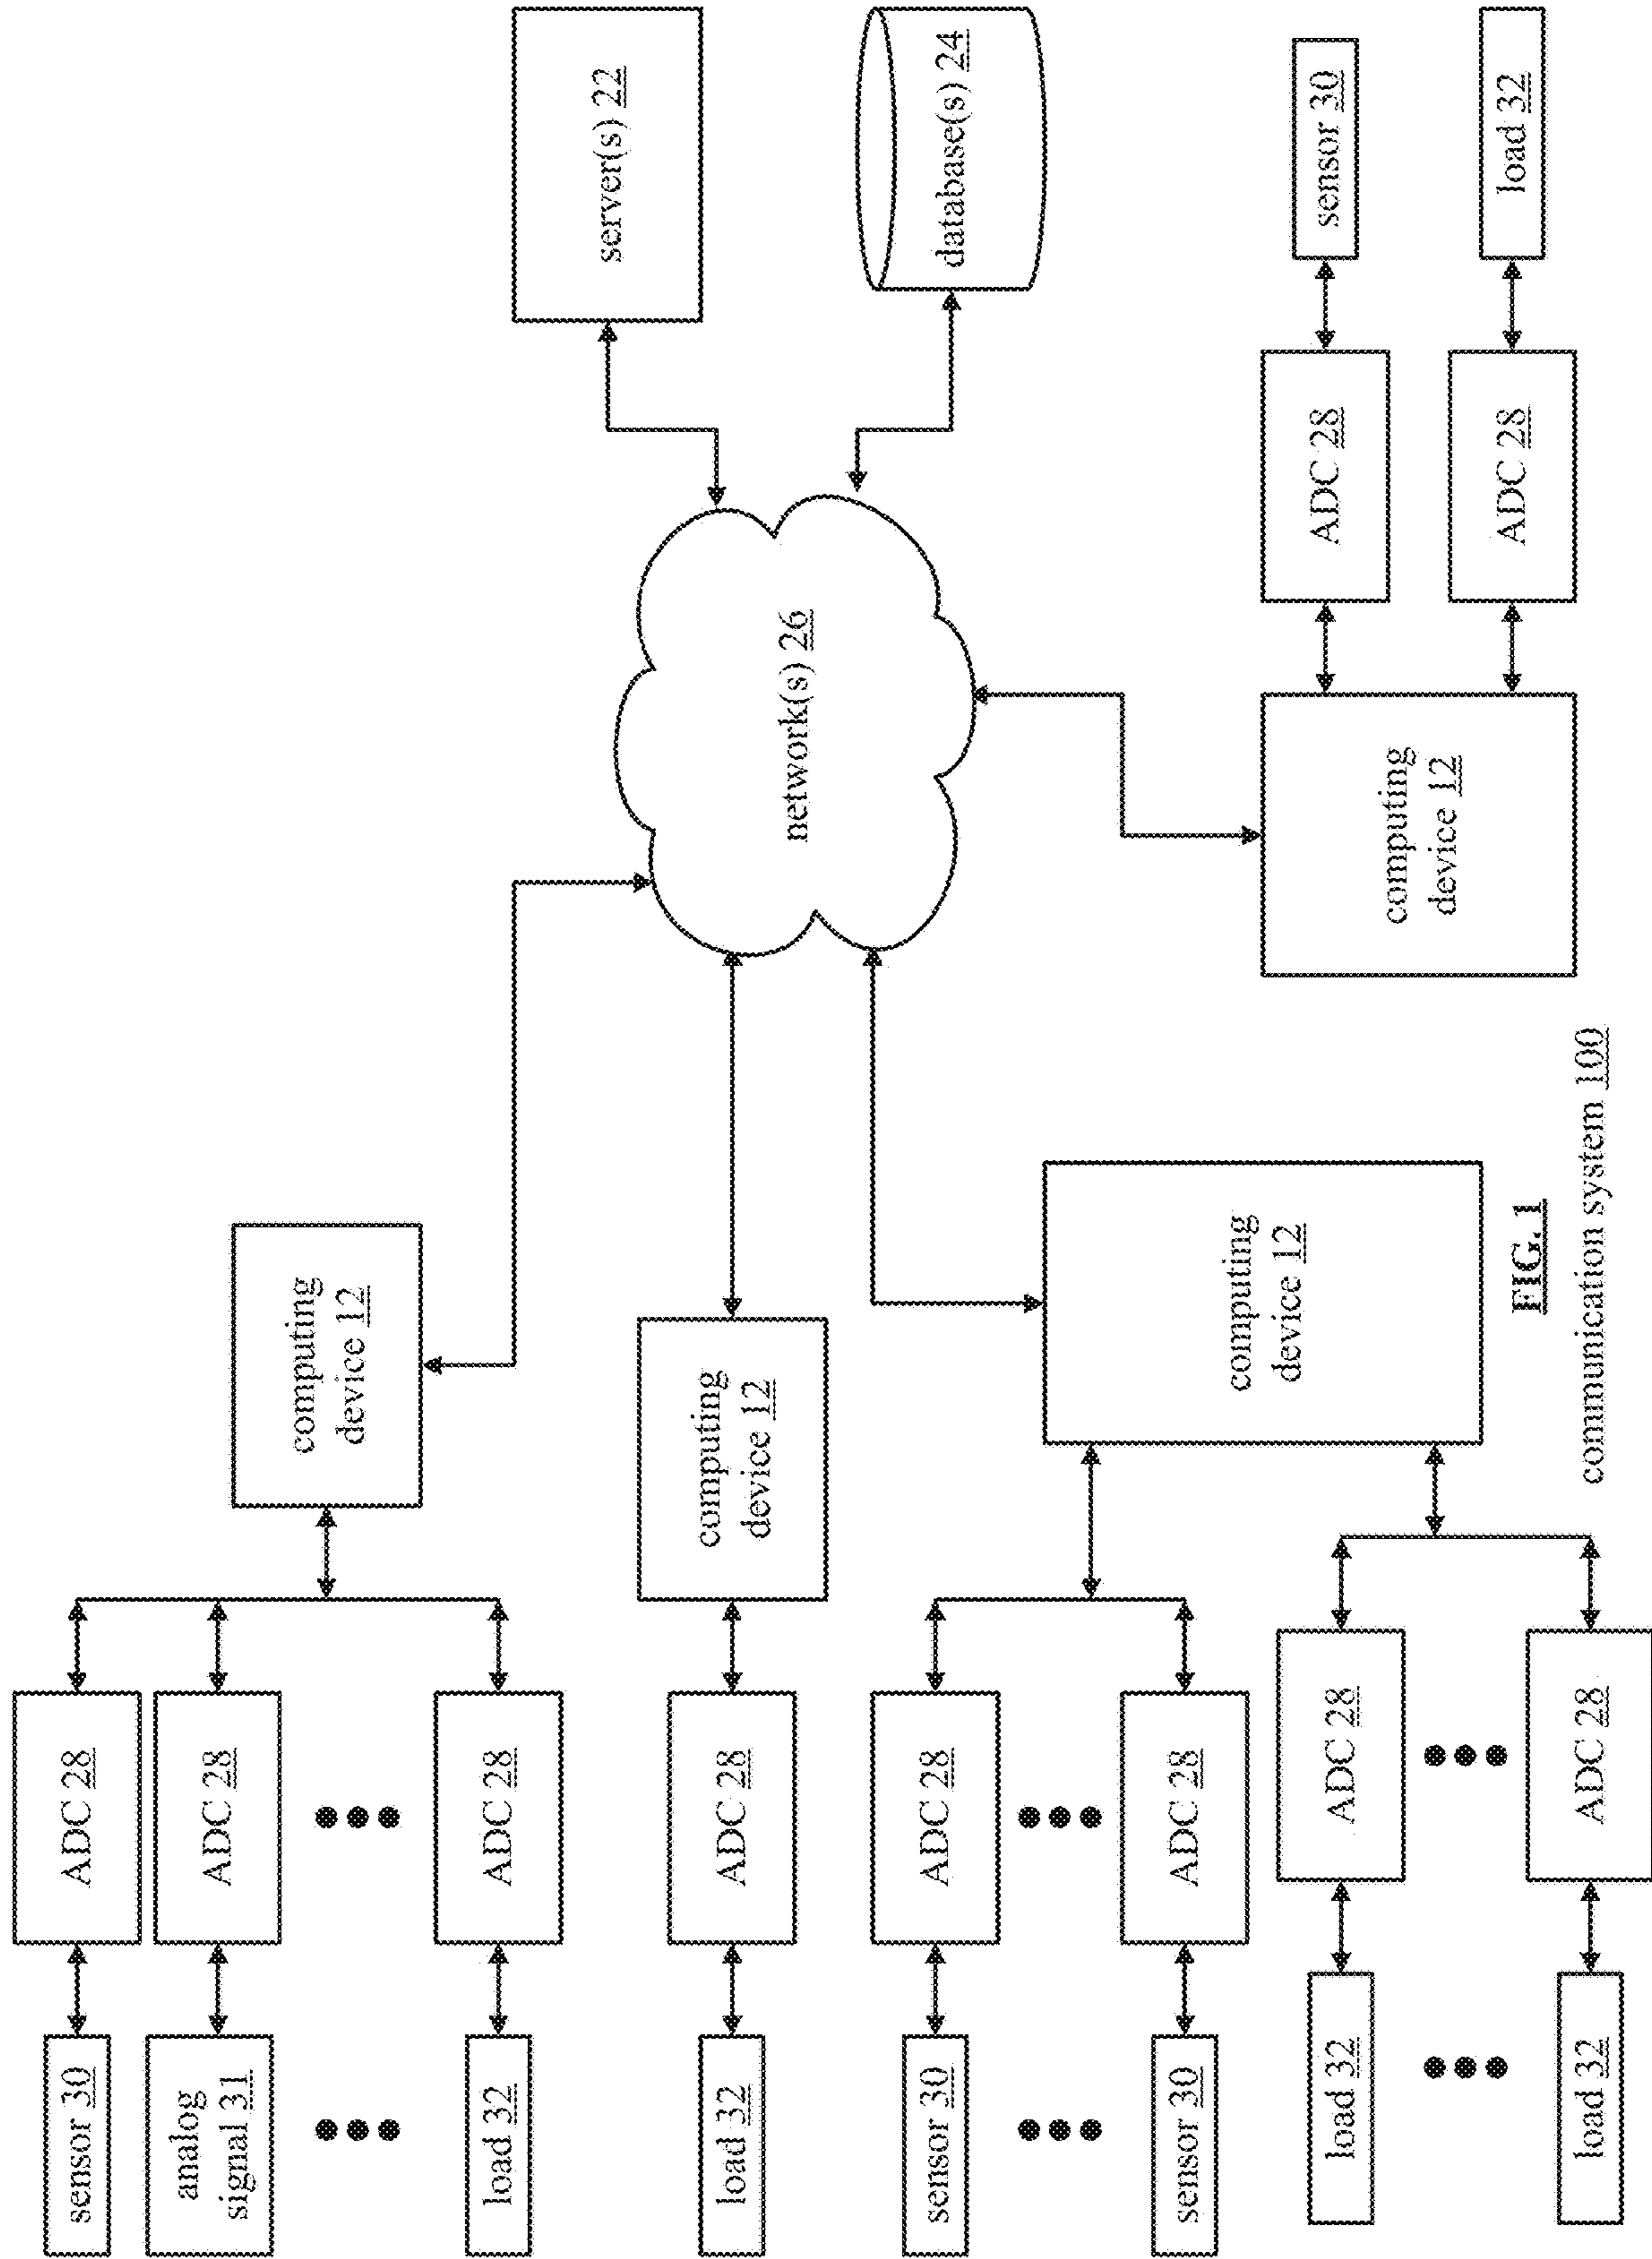 sensor 30
ADC 28
analog
signal 31
ADC 28
load 32
ADC 28
computing
device 12
load 32
ADC 28
computing
device 12
sensor 30
ADC 28
sensor 30
ADC 28
load 32
ADC 28
load 32
ADC 28
computing
device 12
network(s) 26
server(s) 22
database(s) 24
computing
device 12
ADC 28
sensor 30
ADC 28
load 32
FIG. 1
communication system 100